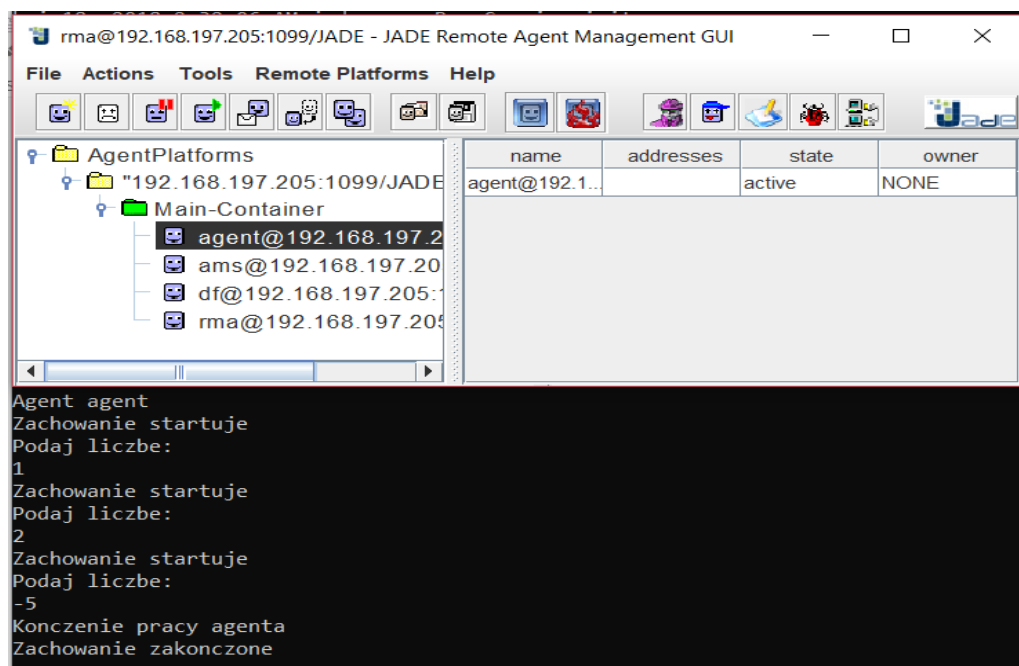 rma@192.168.197.205:1099/JADE - JADE Remote Agent Management GUI
File Actions Tools Remote Platforms Help
Jade
AgentPlatforms
"192.168.197.205:1099/JADE
Main-Container
agent@192.168.197.2
ams@192.168.197.20
df@192.168.197.205:1
rma@192.168.197.205
name addresses state owner
agent@192.1... active NONE
Agent agent
Zachowanie startuje
Podaj liczbe:
1
Zachowanie startuje
Podaj liczbe:
2
Zachowanie startuje
Podaj liczbe:
-5
Konczenie pracy agenta
Zachowanie zakonczone